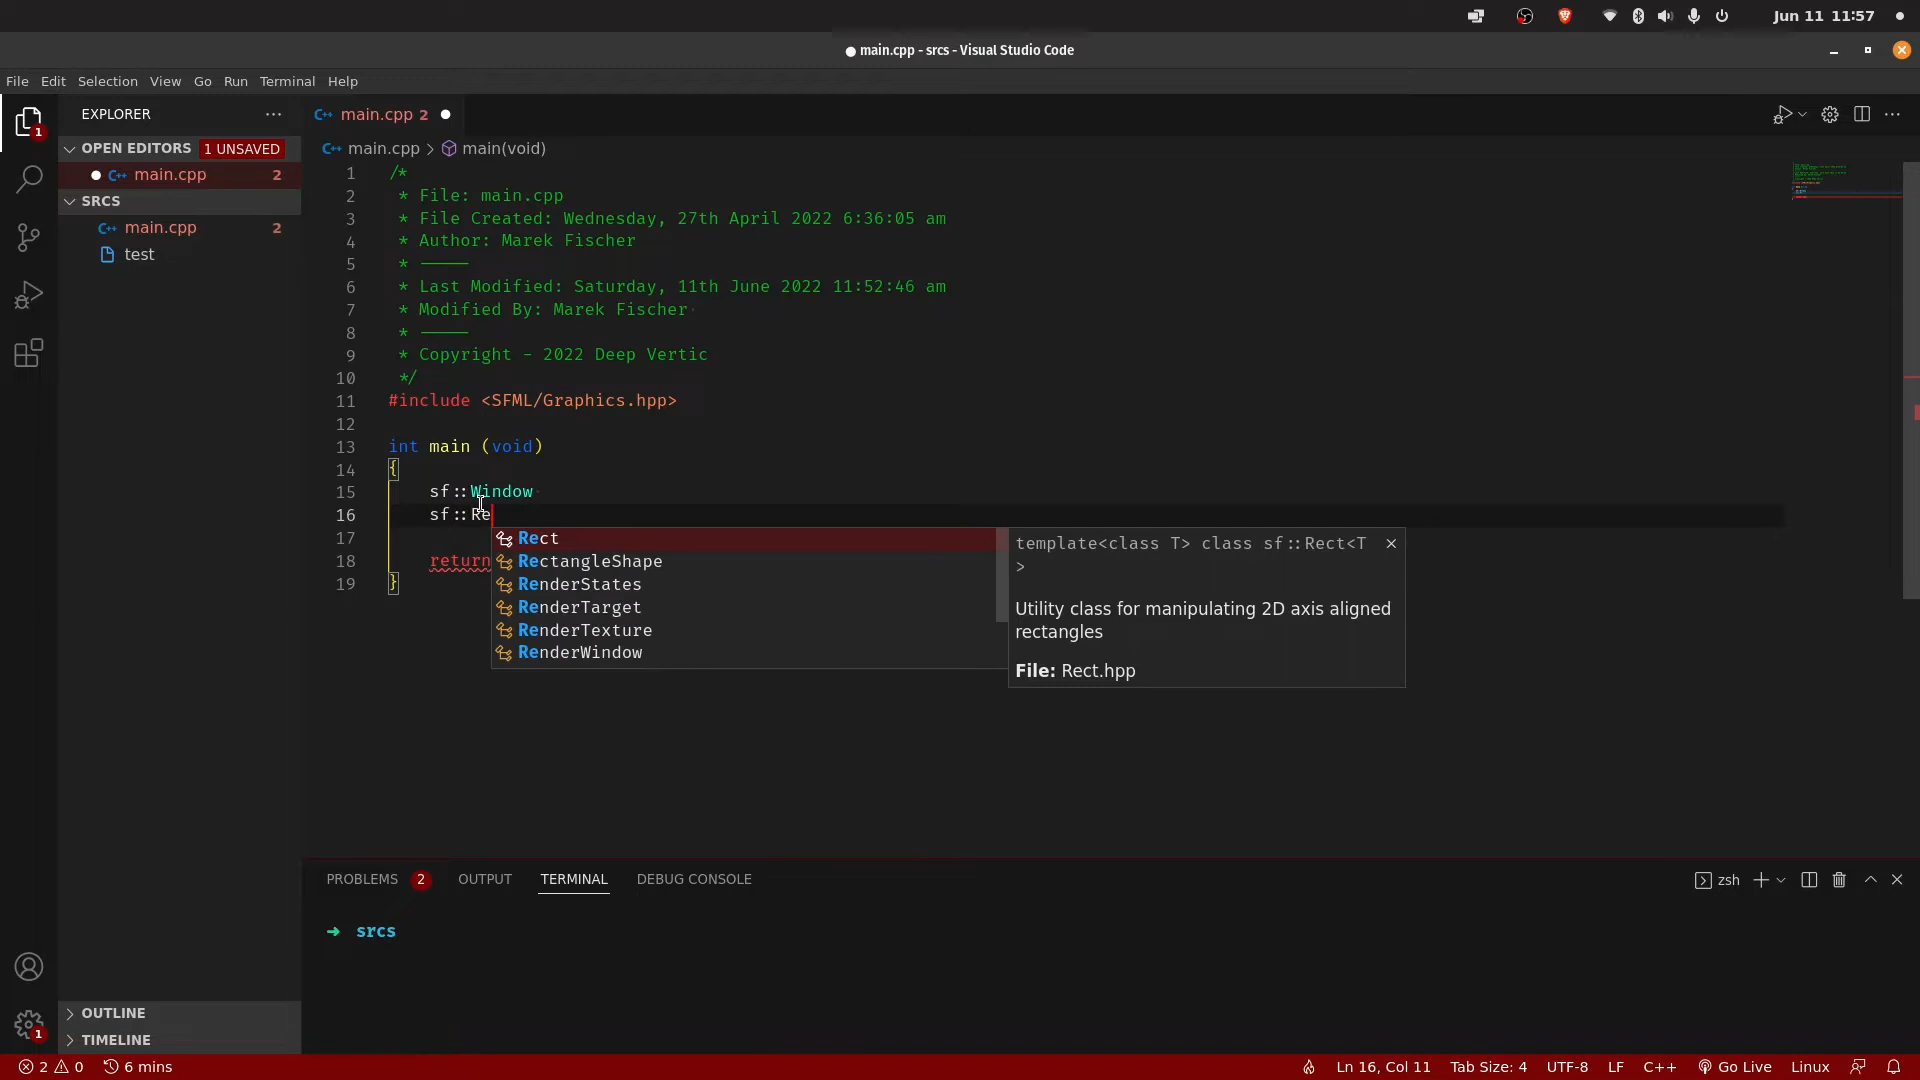 Jun 11 11:57
● main.cpp - srcs - Visual Studio Code
File Edit Selection View Go Run Terminal Help
EXPLORER
OPEN EDITORS 1 UNSAVED
main.cpp 2
SRCS
main.cpp 2
test
OUTLINE
TIMELINE
1
1
main.cpp 2
main.cpp > main(void)
1 /*
2 * File: main.cpp
3 * File Created: Wednesday, 27th April 2022 6:36:05 am
4 * Author: Marek Fischer
5 * -----
6 * Last Modified: Saturday, 11th June 2022 11:52:46 am
7 * Modified By: Marek Fischer
8 * -----
9 * Copyright - 2022 Deep Vertic
10 */
11 #include <SFML/Graphics.hpp>
12
13 int main (void)
14 {
15 sf::Window
16 sf::Re
17
18 return
19 }
Rect
RectangleShape
RenderStates
RenderTarget
RenderTexture
RenderWindow
template<class T> class sf::Rect<T
>
Utility class for manipulating 2D axis aligned
rectangles
File: Rect.hpp
PROBLEMS 2 OUTPUT TERMINAL DEBUG CONSOLE
zsh
➜ srcs
2 0 6 mins
Ln 16, Col 11 Tab Size: 4 UTF-8 LF C++ Go Live Linux